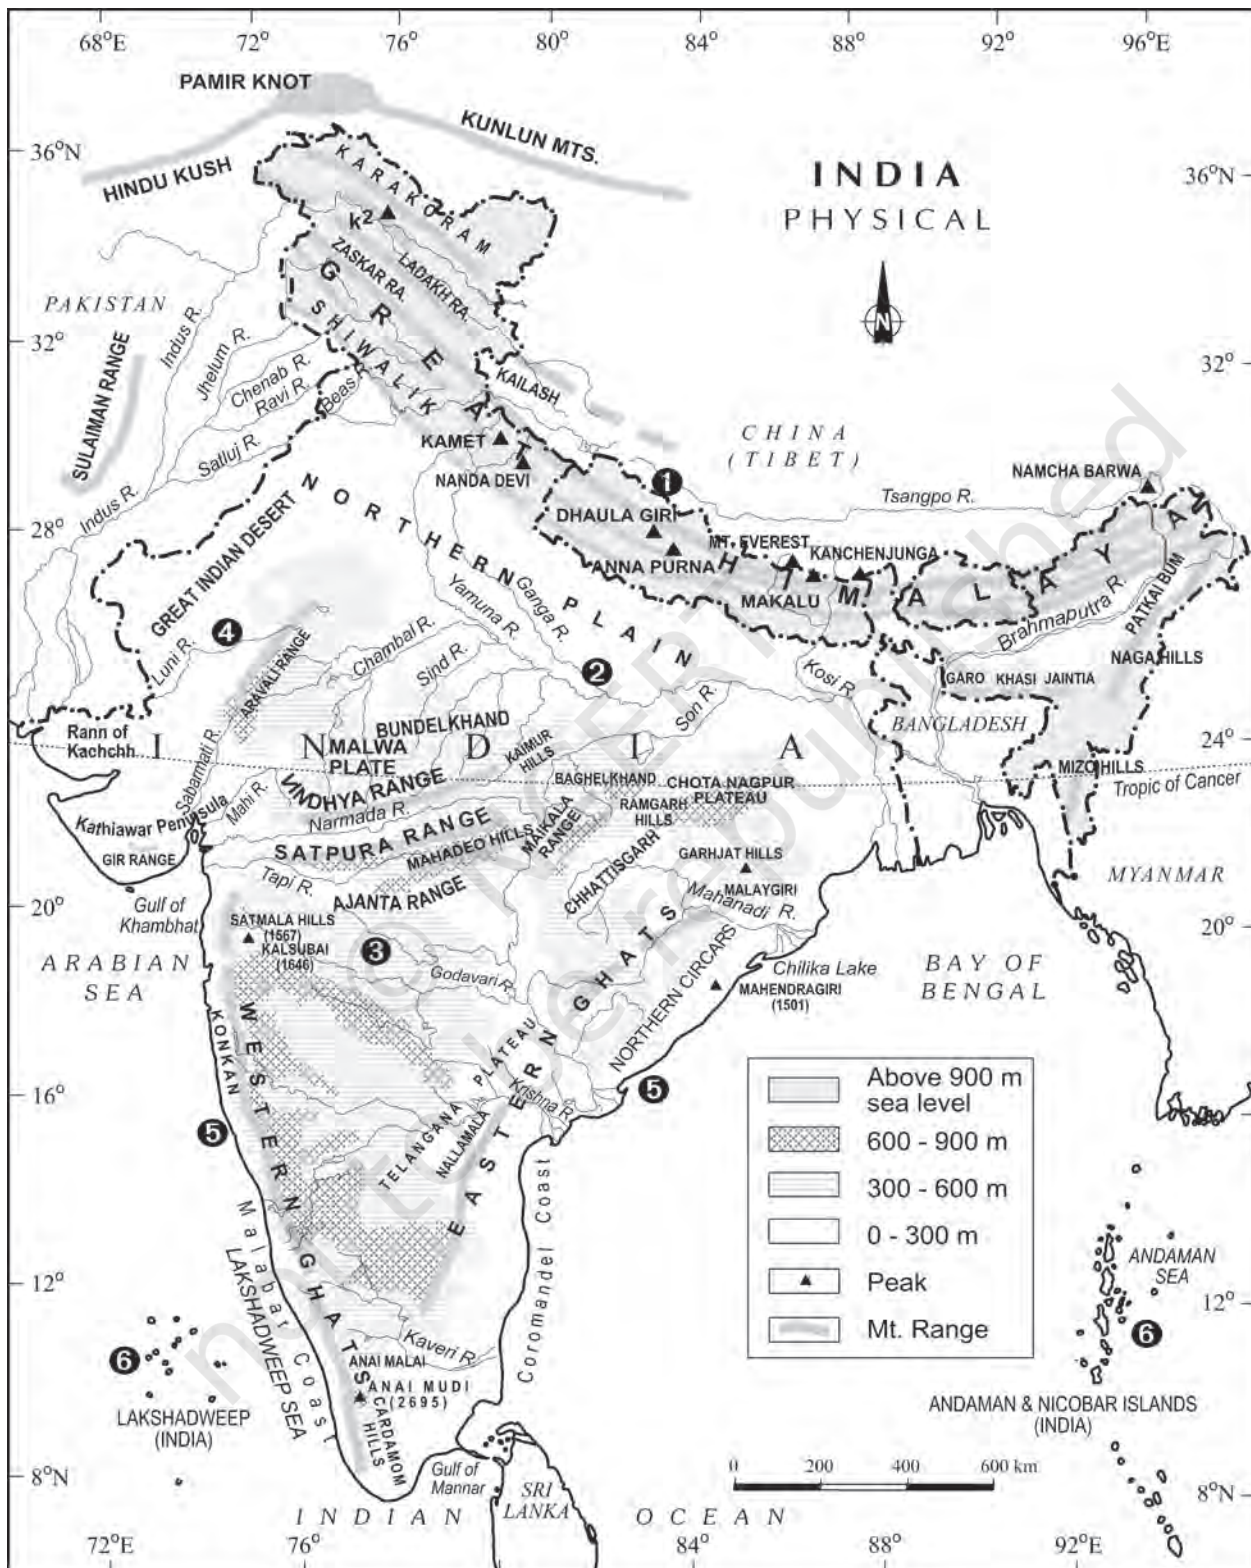 68°E
72°
76°
80°
84°
88°
92°
96°E
PAMIR KNOT
HINDU KUSH
KUNLUN MTS.
36°N
INDIA
PHYSICAL
36°N
KARAKORAM
k²
ZASKAR RA.
LADAKH RA.
GREAT HIMALAYA
SHIWALIK
N
PAKISTAN
32°
32°
SULAIMAN RANGE
Indus R.
Jhelum R.
Chenab R.
Ravi R.
Beas
Satluj R.
Indus R.
KAILASH
KAMET
NANDA DEVI
CHINA
(TIBET)
1
Tsangpo R.
NAMCHA BARWA
28°
28°
NORTHERN PLAIN
GREAT INDIAN DESERT
DHAULA GIRI
ANNA PURNA
MT. EVEREST
KANCHENJUNGA
MAKALU
Brahmaputra R.
PATKAI BUM
Yamuna R.
Ganga R.
4
Luni R.
ARAVALI RANGE
Chambal R.
Sind R.
2
Kosi R.
GARO KHASI JAINTIA
NAGA HILLS
Rann of
Kachchh
INDIA
BUNDELKHAND
MALWA
PLATE
Son R.
BANGLADESH
24°
24°
KAIMUR
HILLS
MIZO HILLS
Tropic of Cancer
Sabarmati R.
Mahi R.
VINDHYA RANGE
BAGHELKHAND
CHOTA NAGPUR
PLATEAU
Kathiawar Peninsula
Narmada R.
RAMGARH
HILLS
MAIKALA
RANGE
GIR RANGE
SATPURA RANGE
MAHADEO HILLS
GARHJAT HILLS
Tapi R.
CHHATTISGARH
AJANTA RANGE
MALAYGIRI
Mahanadi R.
MYANMAR
20°
20°
Gulf of
Khambhat
SATMALA HILLS
(1567)
KALSUBAI
(1646)
3
Godavari R.
ARABIAN
SEA
EASTERN GHATS
NORTHERN CIRCARS
Chilika Lake
MAHENDRAGIRI
(1501)
BAY OF
BENGAL
KONKAN
WESTERN GHATS
TELANGANA PLATEAU
Krishna R.
NALLAMALA
16°
16°
5
5
Above 900 m
sea level
600 - 900 m
300 - 600 m
0 - 300 m
Peak
Mt. Range
Malabar Coast
LAKSHADWEEP SEA
Coromandel Coast
12°
12°
ANDAMAN
SEA
6
6
Kaveri R.
ANAI MALAI
ANAI MUDI
(2695)
CARDAMOM
HILLS
LAKSHADWEEP
(INDIA)
ANDAMAN & NICOBAR ISLANDS
(INDIA)
8°N
8°N
Gulf of
Mannar
SRI
LANKA
0 200 400 600 km
INDIAN OCEAN
72°E
76°
80°
84°
88°
92°E
© NCERT
not to be republished